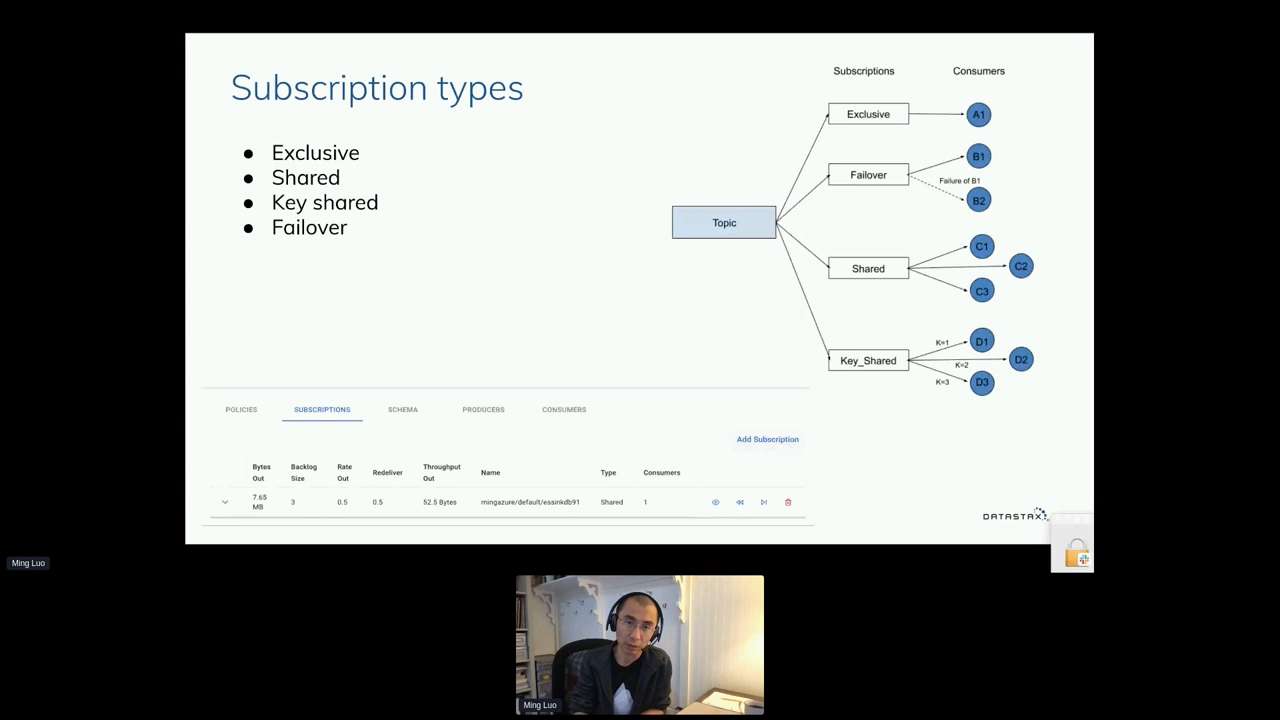 Subscription types
● Exclusive
● Shared
● Key shared
● Failover
Subscriptions Consumers
Exclusive A1
Failover B1
Failure of B1
B2
Topic
Shared C1
C2
C3
Key_Shared K=1 D1
K=2 D2
K=3 D3
POLICIES SUBSCRIPTIONS SCHEMA PRODUCERS CONSUMERS
Add Subscription
Bytes Out Backlog Size Rate Out Redeliver Throughput Out Name Type Consumers
7.65 MB 3 0.5 0.5 52.5 Bytes mingazure/default/essinkdb91 Shared 1
DATASTAX
Ming Luo
Ming Luo